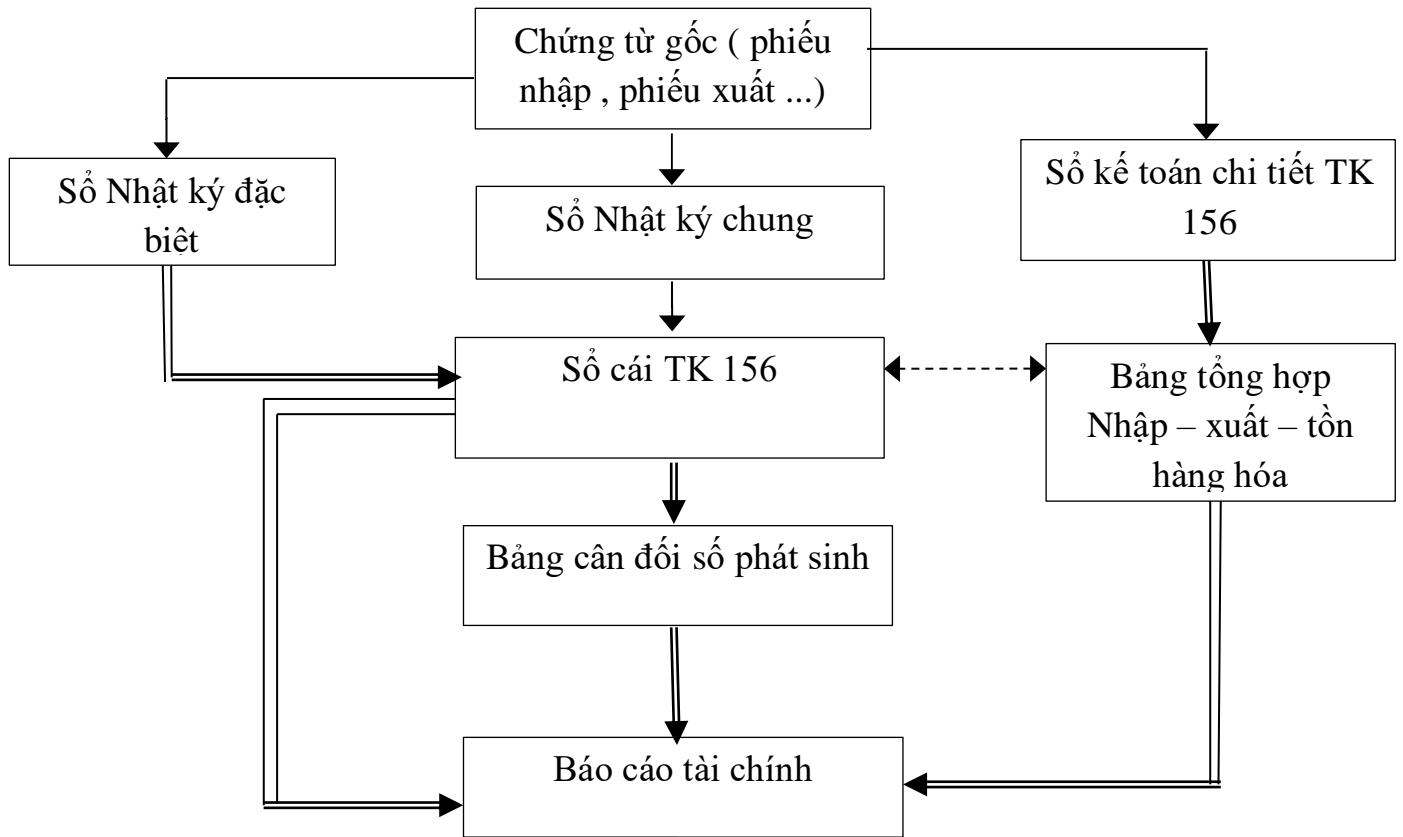 Chứng từ gốc ( phiếu
nhập , phiếu xuất ...)
Sổ Nhật ký đặc
biệt
Sổ Nhật ký chung
Sổ kế toán chi tiết TK
156
Sổ cái TK 156
Bảng tổng hợp
Nhập – xuất – tồn
hàng hóa
Bảng cân đối số phát sinh
Báo cáo tài chính